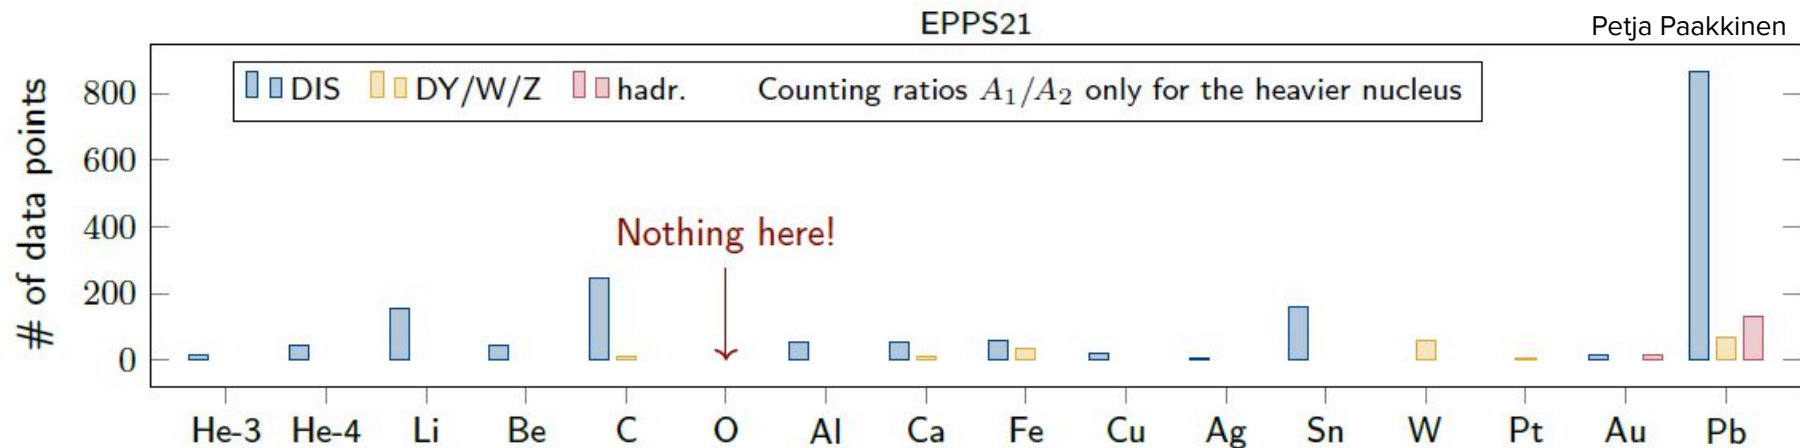 EPPS21
Petja Paakkinen
# of data points
800
600
400
200
0
DIS DY/W/Z hadr. Counting ratios A₁/A₂ only for the heavier nucleus
Nothing here!
He-3 He-4 Li Be C O Al Ca Fe Cu Ag Sn W Pt Au Pb